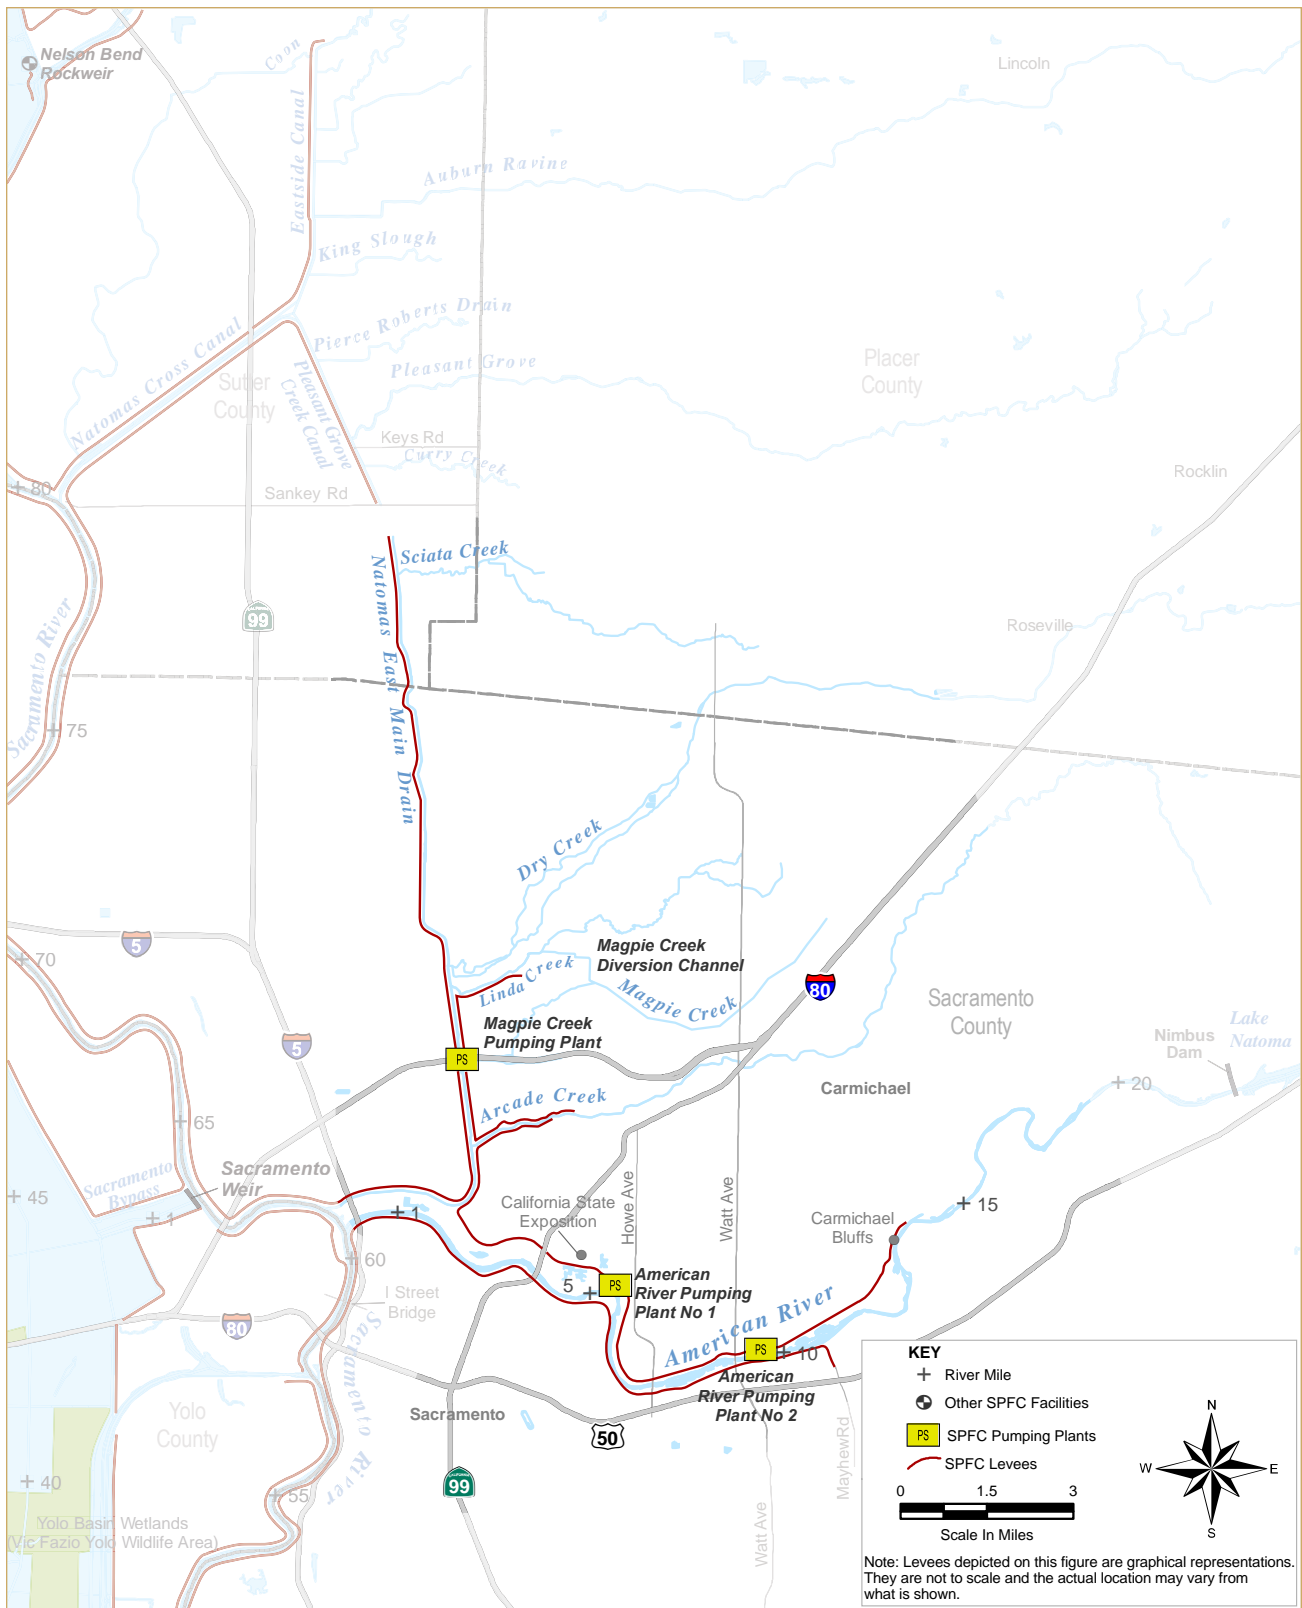 Nelson Bend
Rockweir
Coon
Lincoln
Eastside Canal
Auburn Ravine
King Slough
Pierce Roberts Drain
Natomas Cross Canal
Pleasant Grove
Creek Canal
Pleasant Grove
Sutter
County
Placer
County
Keys Rd
Curry Creek
Rocklin
80
Sankey Rd
Sciata Creek
Natomas East Main Drain
99
Roseville
Sacramento River
75
Dry Creek
5
70
Magpie Creek
Diversion Channel
Linda Creek
Magpie Creek
80
Sacramento
County
Lake
Natoma
Nimbus
Dam
Magpie Creek
Pumping Plant
PS
5
20
Carmichael
Arcade Creek
65
Sacramento
Weir
Sacramento
Bypass
45
1
1
California State
Exposition
Howe Ave
Watt Ave
15
Carmichael
Bluffs
60
5
PS
American
River Pumping
Plant No 1
I Street
Bridge
80
Sacramento River
American River
PS
10
American
River Pumping
Plant No 2
Sacramento
50
Yolo
County
CALIFORNIA
99
40
55
Yolo Basin Wetlands
(Vic Fazio Yolo Wildlife Area)
Watt Ave
MayhewRd
KEY
River Mile
Other SPFC Facilities
PS SPFC Pumping Plants
SPFC Levees
0 1.5 3
Scale In Miles
N
W E
S
Note: Levees depicted on this figure are graphical representations.
They are not to scale and the actual location may vary from
what is shown.